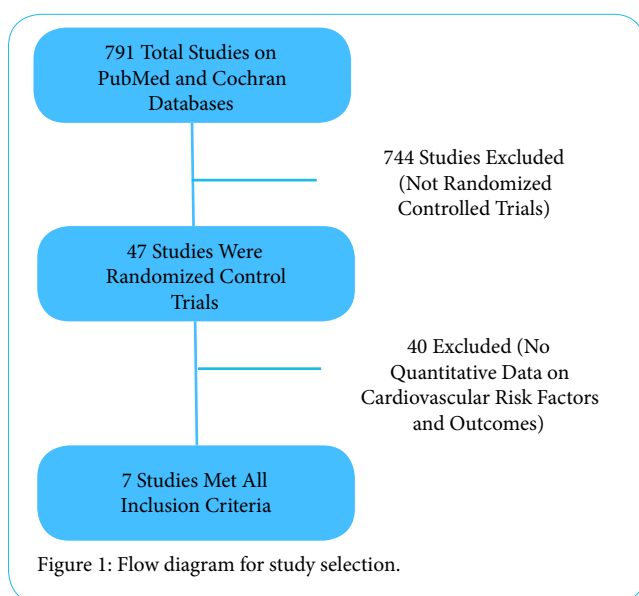 791 Total Studies on
PubMed and Cochran
Databases
744 Studies Excluded
(Not Randomized
Controlled Trials)
47 Studies Were
Randomized Control
Trials
40 Excluded (No
Quantitative Data on
Cardiovascular Risk Factors
and Outcomes)
7 Studies Met All
Inclusion Criteria
Figure 1: Flow diagram for study selection.